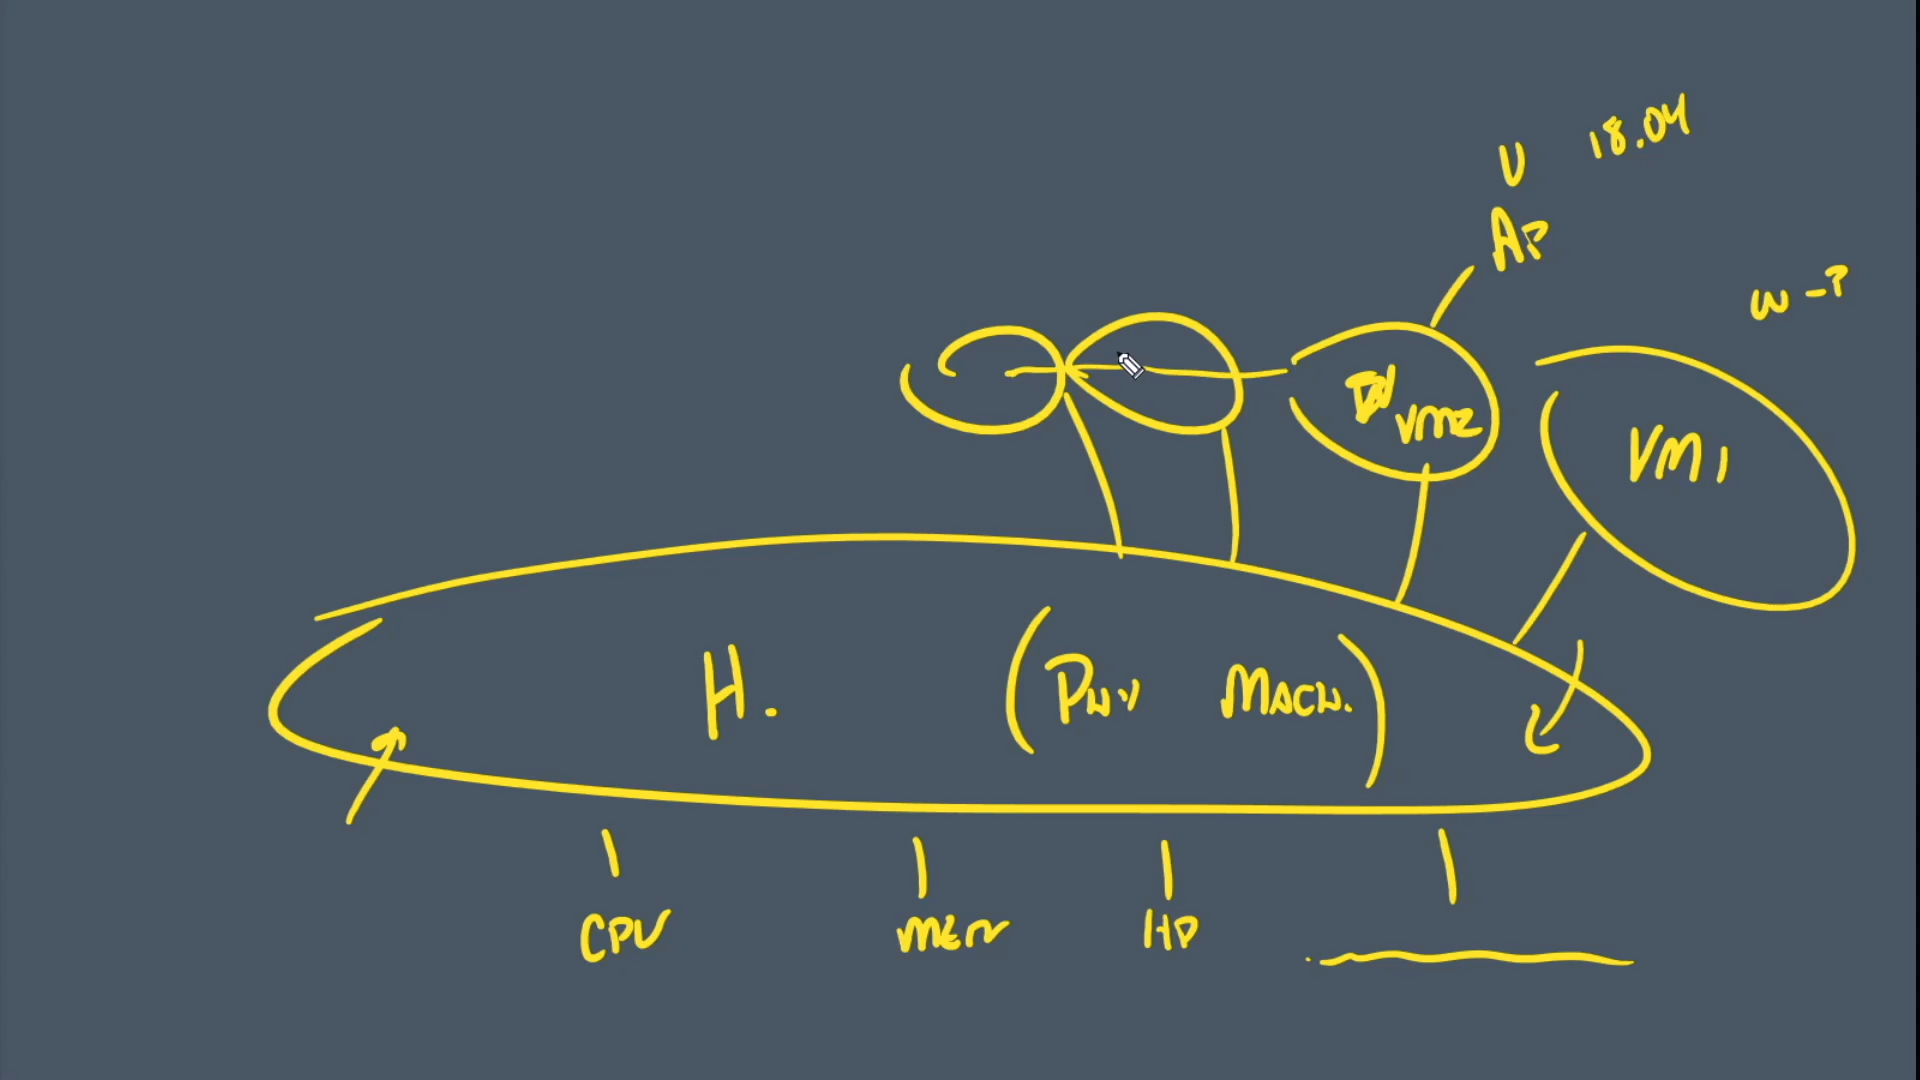 U 18.04
AP
W -?
VM2
VM1
H. (PHY MACH.)
CPU MEM HD